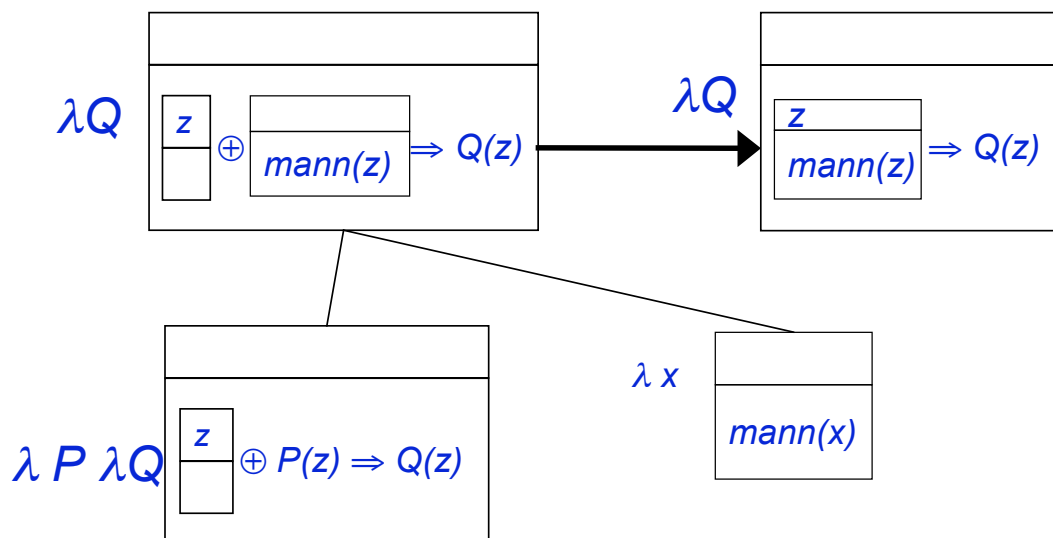 λQ z ⊕ mann(z) ⇒ Q(z)
λQ z mann(z) ⇒ Q(z)
λ P λQ z ⊕ P(z) ⇒ Q(z)
λ x mann(x)